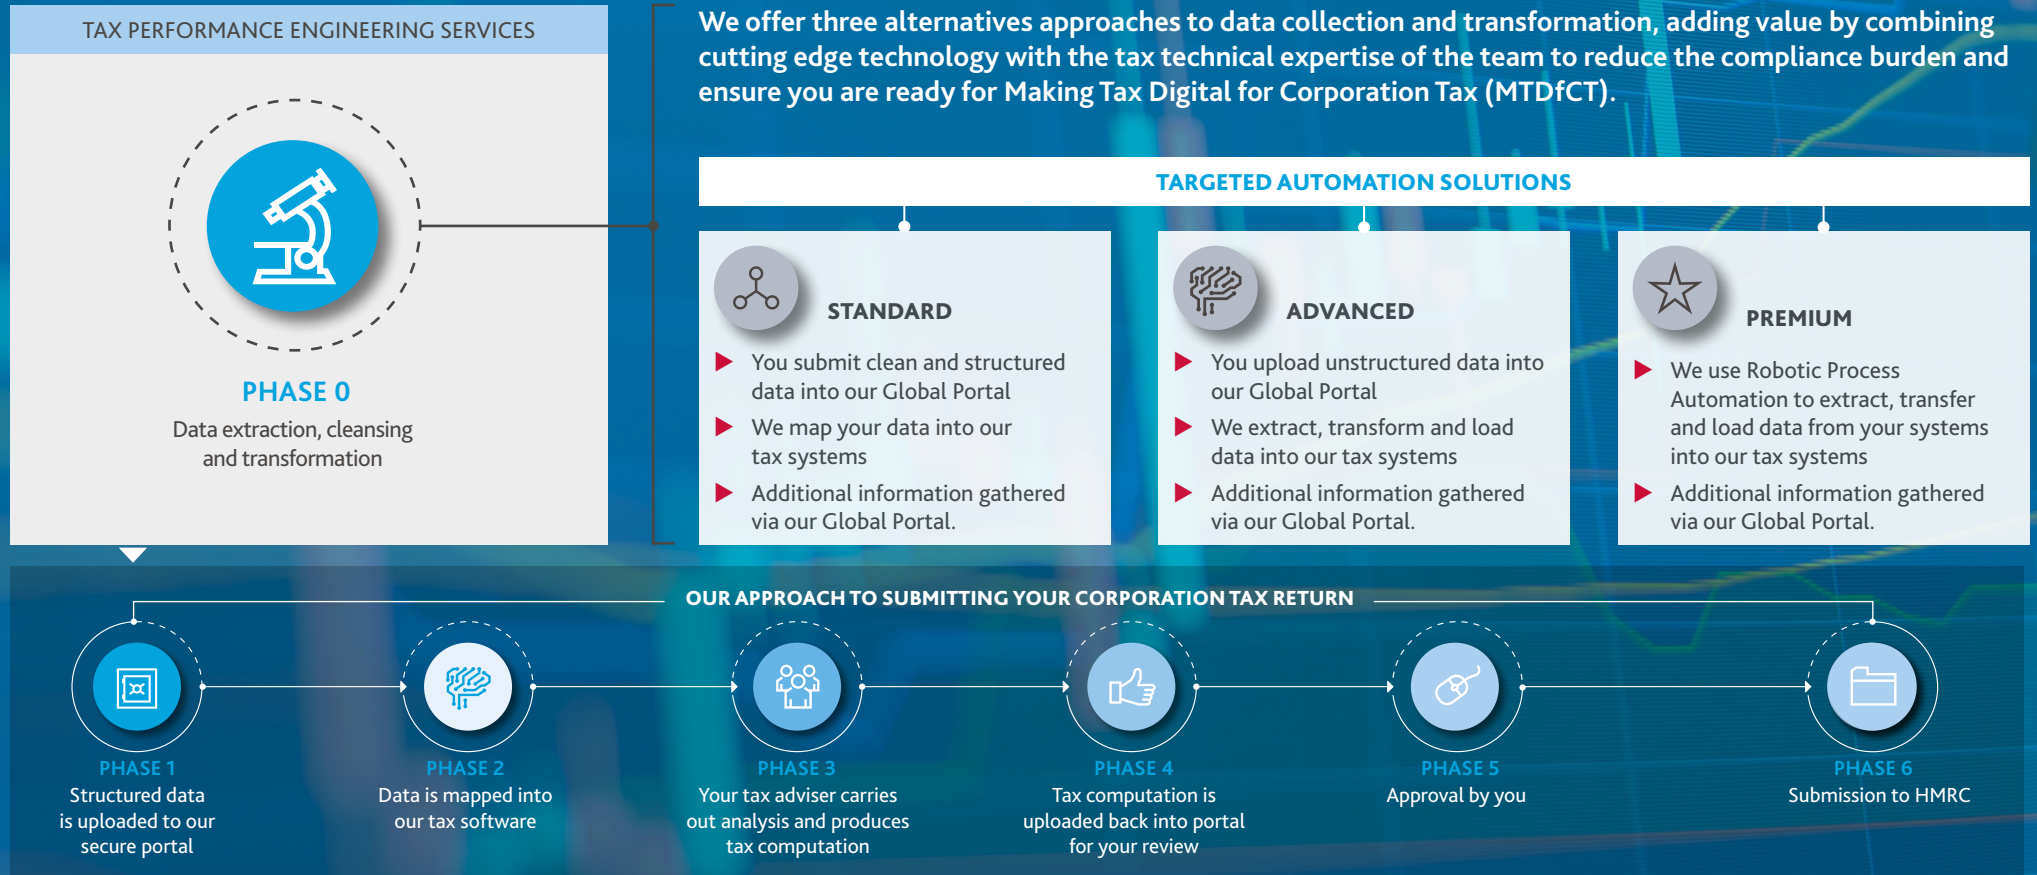 TAX PERFORMANCE ENGINEERING SERVICES
PHASE 0
Data extraction, cleansing
and transformation
We offer three alternatives approaches to data collection and transformation, adding value by combining
cutting edge technology with the tax technical expertise of the team to reduce the compliance burden and
ensure you are ready for Making Tax Digital for Corporation Tax (MTDfCT).
TARGETED AUTOMATION SOLUTIONS
STANDARD
You submit clean and structured
data into our Global Portal
We map your data into our
tax systems
Additional information gathered
via our Global Portal.
ADVANCED
You upload unstructured data into
our Global Portal
We extract, transform and load
data into our tax systems
Additional information gathered
via our Global Portal.
PREMIUM
We use Robotic Process
Automation to extract, transfer
and load data from your systems
into our tax systems
Additional information gathered
via our Global Portal.
OUR APPROACH TO SUBMITTING YOUR CORPORATION TAX RETURN
PHASE 1
Structured data
is uploaded to our
secure portal
PHASE 2
Data is mapped into
our tax software
PHASE 3
Your tax adviser carries
out analysis and produces
tax computation
PHASE 4
Tax computation is
uploaded back into portal
for your review
PHASE 5
Approval by you
PHASE 6
Submission to HMRC